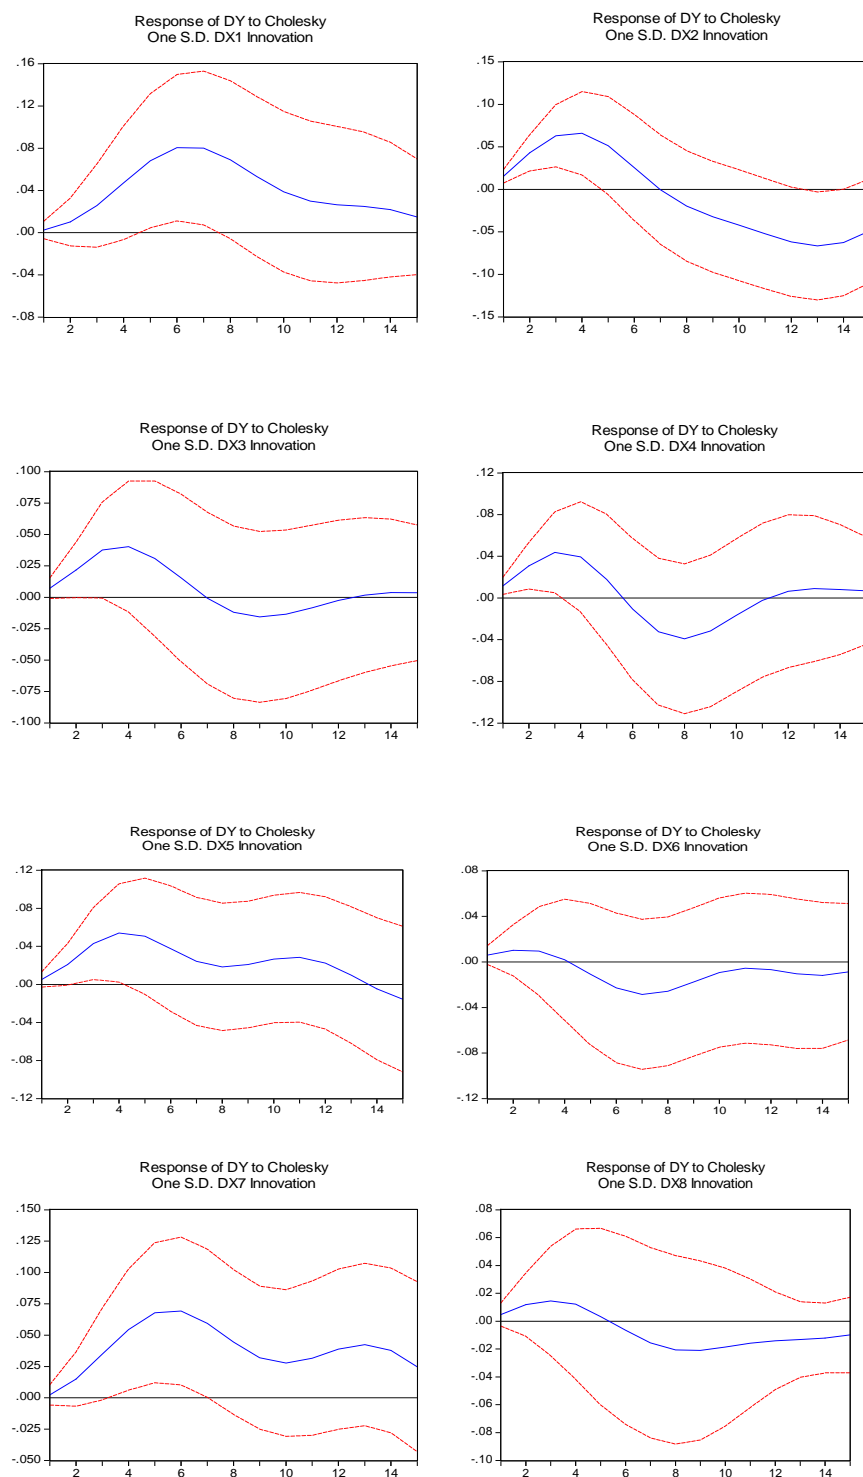 Response of DY to Cholesky
One S.D. DX1 Innovation
.16
.12
.08
.04
.00
-.04
-.08
2 4 6 8 10 12 14
Response of DY to Cholesky
One S.D. DX2 Innovation
.15
.10
.05
.00
-.05
-.10
-.15
2 4 6 8 10 12 14
Response of DY to Cholesky
One S.D. DX3 Innovation
.100
.075
.050
.025
.000
-.025
-.050
-.075
-.100
2 4 6 8 10 12 14
Response of DY to Cholesky
One S.D. DX4 Innovation
.12
.08
.04
.00
-.04
-.08
-.12
2 4 6 8 10 12 14
Response of DY to Cholesky
One S.D. DX5 Innovation
.12
.08
.04
.00
-.04
-.08
-.12
2 4 6 8 10 12 14
Response of DY to Cholesky
One S.D. DX6 Innovation
.08
.04
.00
-.04
-.08
-.12
2 4 6 8 10 12 14
Response of DY to Cholesky
One S.D. DX7 Innovation
.150
.125
.100
.075
.050
.025
.000
-.025
-.050
2 4 6 8 10 12 14
Response of DY to Cholesky
One S.D. DX8 Innovation
.08
.06
.04
.02
.00
-.02
-.04
-.06
-.08
-.10
2 4 6 8 10 12 14